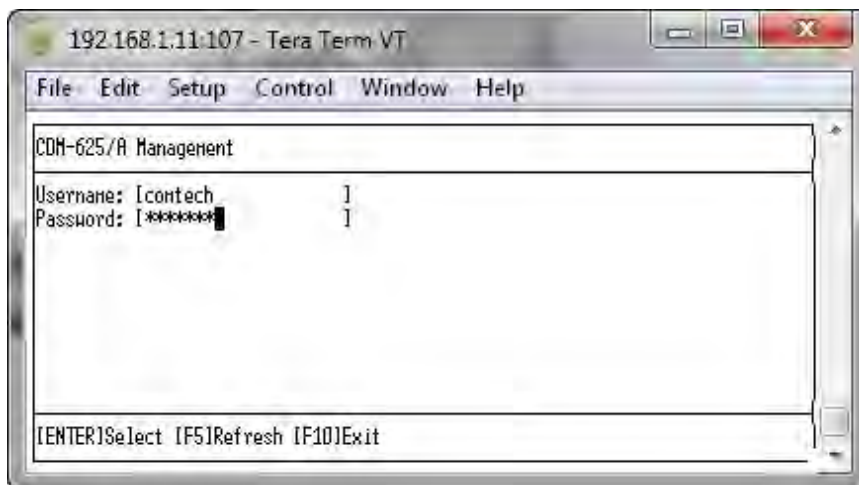 192.168.1.11:107 - Tera Term VT
File Edit Setup Control Window Help
CDM-625/A Management
Username: [comtech ]
Password: [******* ]
[ENTER]Select [F5]Refresh [F10]Exit